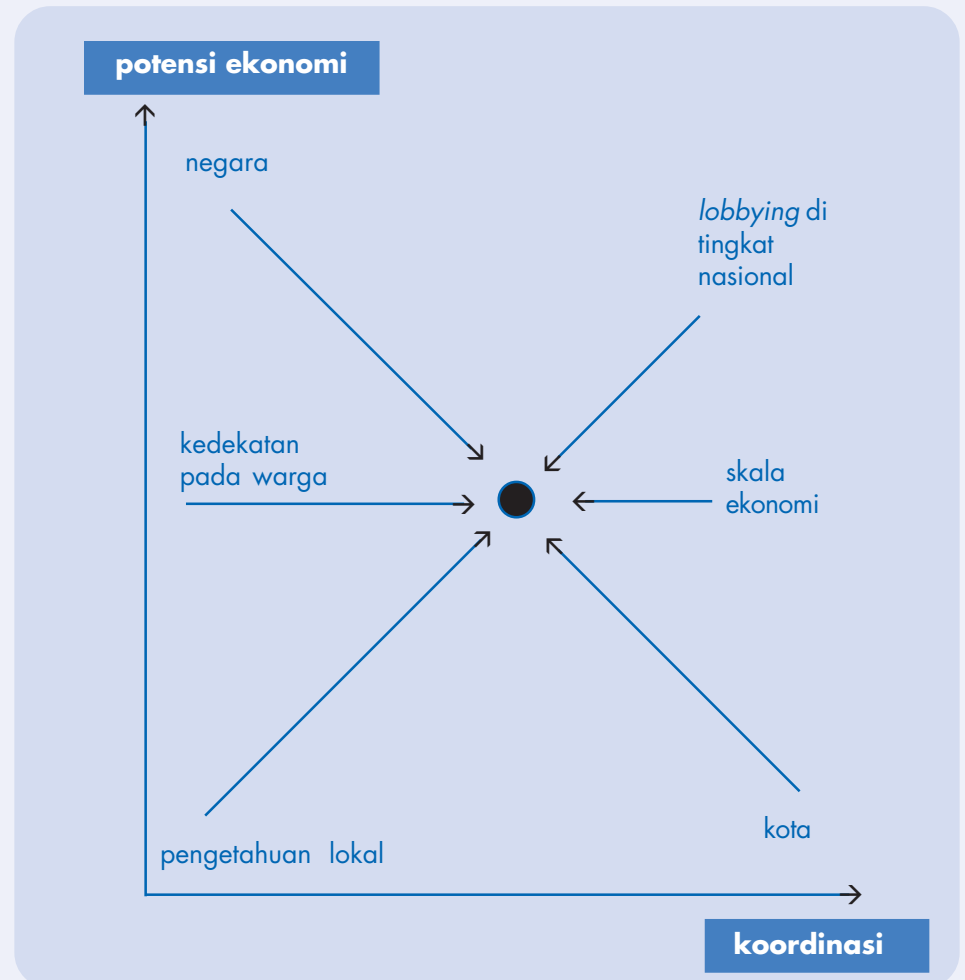 potensi ekonomi
negara
lobbying di
tingkat
nasional
kedekatan
pada warga
skala
ekonomi
kota
pengetahuan lokal
koordinasi